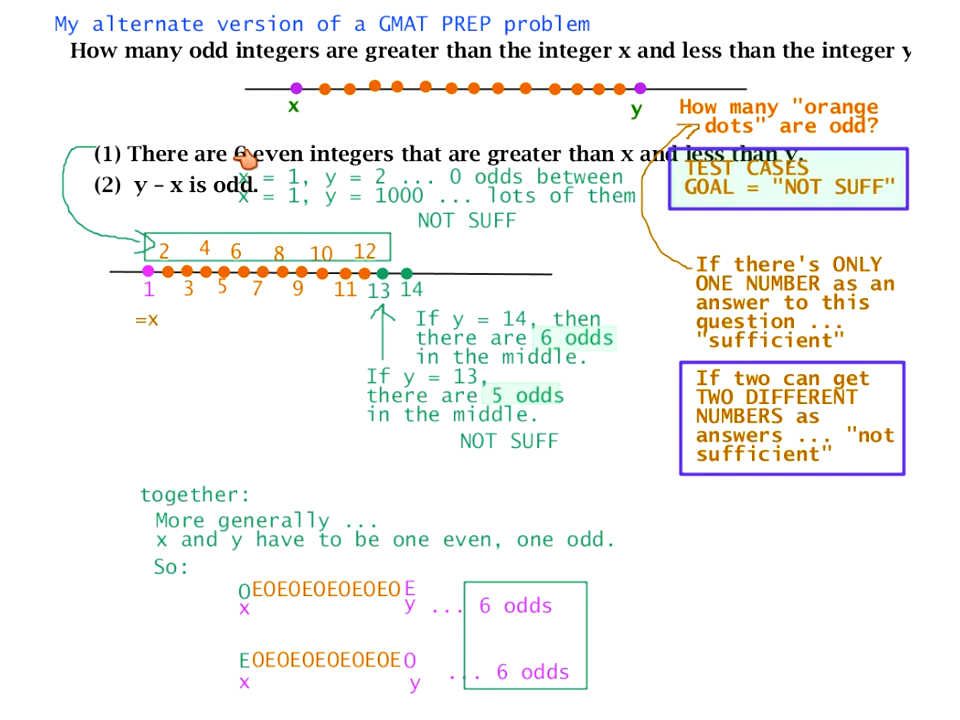 My alternate version of a GMAT PREP problem
How many odd integers are greater than the integer x and less than the integer y
x
y
How many "orange
dots" are odd?
(1) There are 6 even integers that are greater than x and less than y.
(2) y – x is odd.
x = 1, y = 2 ... 0 odds between
x = 1, y = 1000 ... lots of them
NOT SUFF
TEST CASES
GOAL = "NOT SUFF"
2 4 6 8 10 12
1 3 5 7 9 11 13 14
=x
If y = 14, then
there are 6 odds
in the middle.
If y = 13,
there are 5 odds
in the middle.
NOT SUFF
If there's ONLY
ONE NUMBER as an
answer to this
question ...
"sufficient"
If two can get
TWO DIFFERENT
NUMBERS as
answers ... "not
sufficient"
together:
More generally ...
x and y have to be one even, one odd.
So:
OEOEOEOEOEOEOE
x y ... 6 odds
EOEOEOEOEOEOEO
x y ... 6 odds